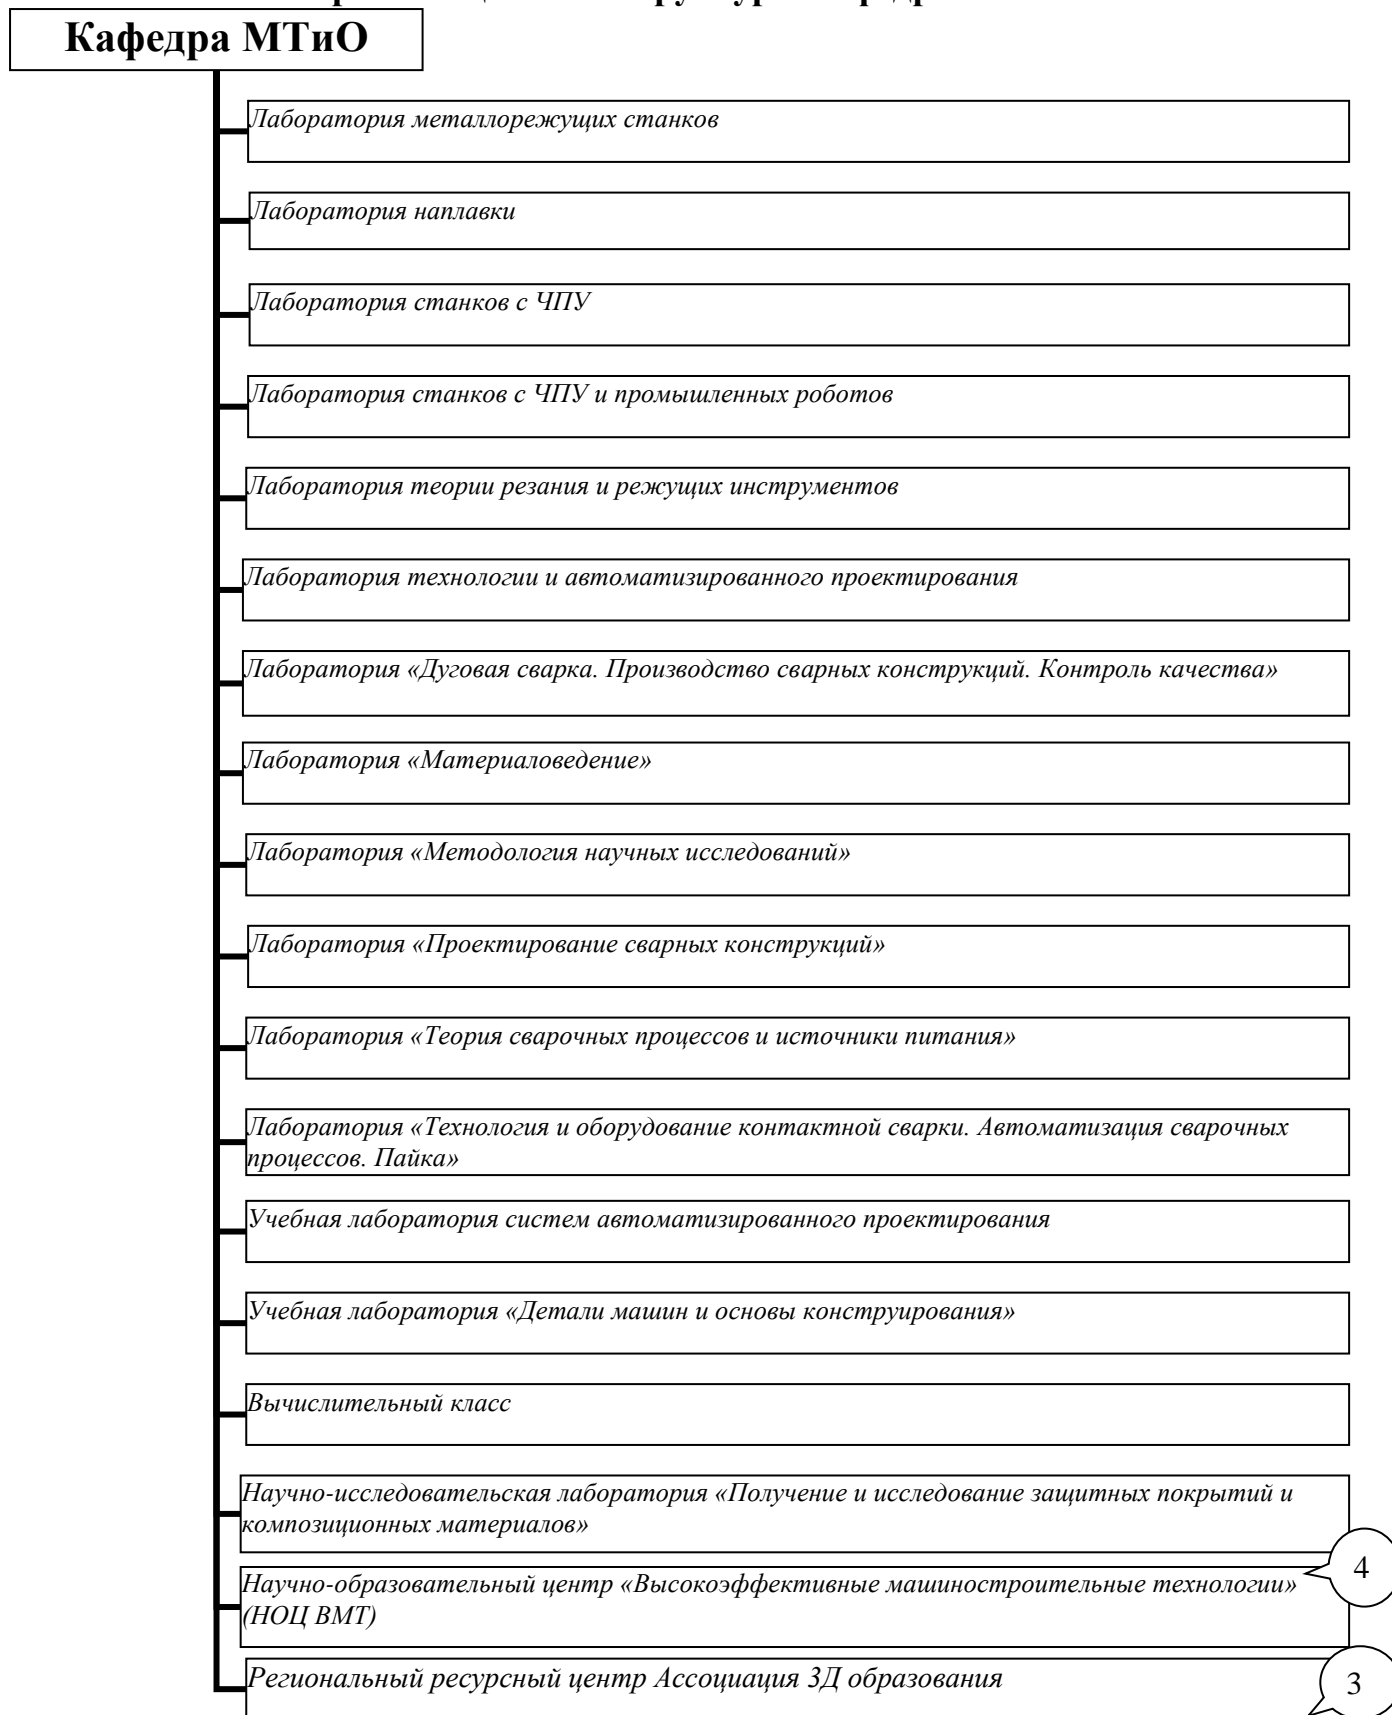 Кафедра МТиО
Лаборатория металлорежущих станков
Лаборатория наплавки
Лаборатория станков с ЧПУ
Лаборатория станков с ЧПУ и промышленных роботов
Лаборатория теории резания и режущих инструментов
Лаборатория технологии и автоматизированного проектирования
Лаборатория «Дуговая сварка. Производство сварных конструкций. Контроль качества»
Лаборатория «Материаловедение»
Лаборатория «Методология научных исследований»
Лаборатория «Проектирование сварных конструкций»
Лаборатория «Теория сварочных процессов и источники питания»
Лаборатория «Технология и оборудование контактной сварки. Автоматизация сварочных
процессов. Пайка»
Учебная лаборатория систем автоматизированного проектирования
Учебная лаборатория «Детали машин и основы конструирования»
Вычислительный класс
Научно-исследовательская лаборатория «Получение и исследование защитных покрытий и
композиционных материалов»
4
Научно-образовательный центр «Высокоэффективные машиностроительные технологии»
(НОЦ ВМТ)
Региональный ресурсный центр Ассоциация 3Д образования
3